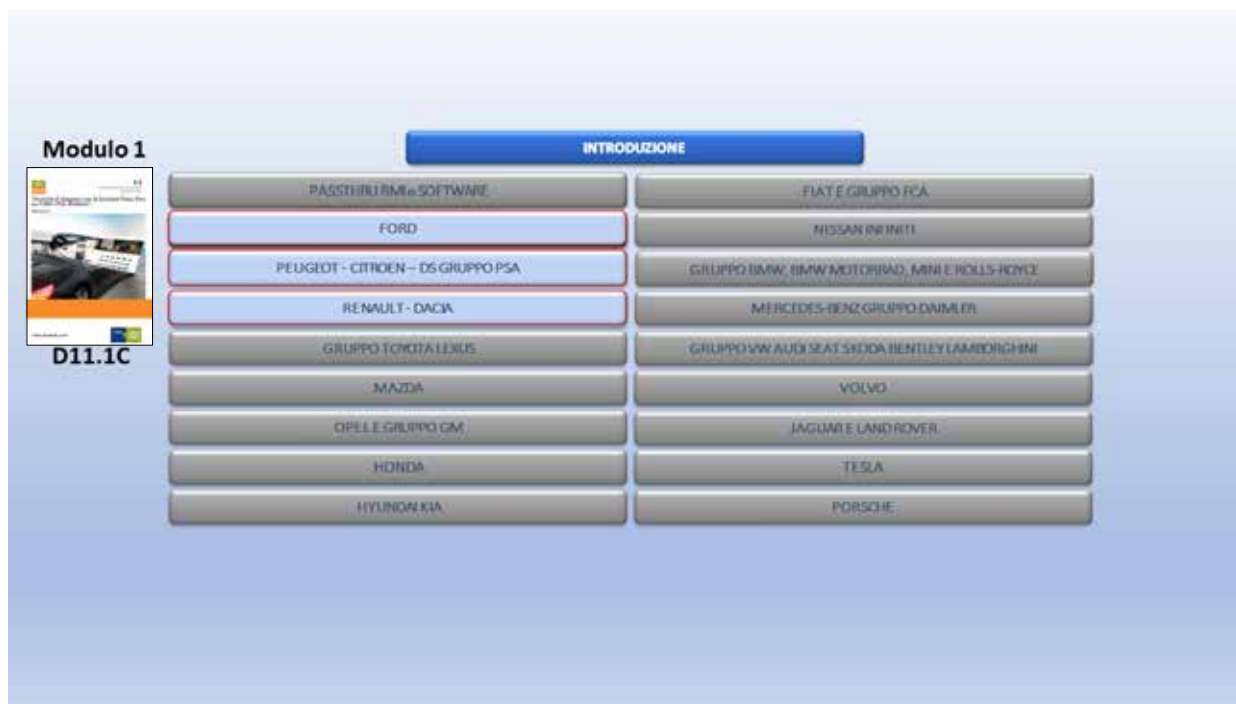 Modulo 1
INTRODUZIONE
PASSTHRU RMI e SOFTWARE
FIAT E GRUPPO FCA
FORD
NISSAN INFINITI
PEUGEOT - CITROEN – DS GRUPPO PSA
GRUPPO BMW, BMW MOTORRAD, MINI E ROLLS-ROYCE
RENAULT - DACIA
MERCEDES-BENZ GRUPPO DAIMLER
D11.1C
GRUPPO TOYOTA LEXUS
GRUPPO VW AUDI SEAT SKODA BENTLEY LAMBORGHINI
MAZDA
VOLVO
OPEL E GRUPPO GM
JAGUAR E LAND ROVER
HONDA
TESLA
HYUNDAI KIA
PORSCHE